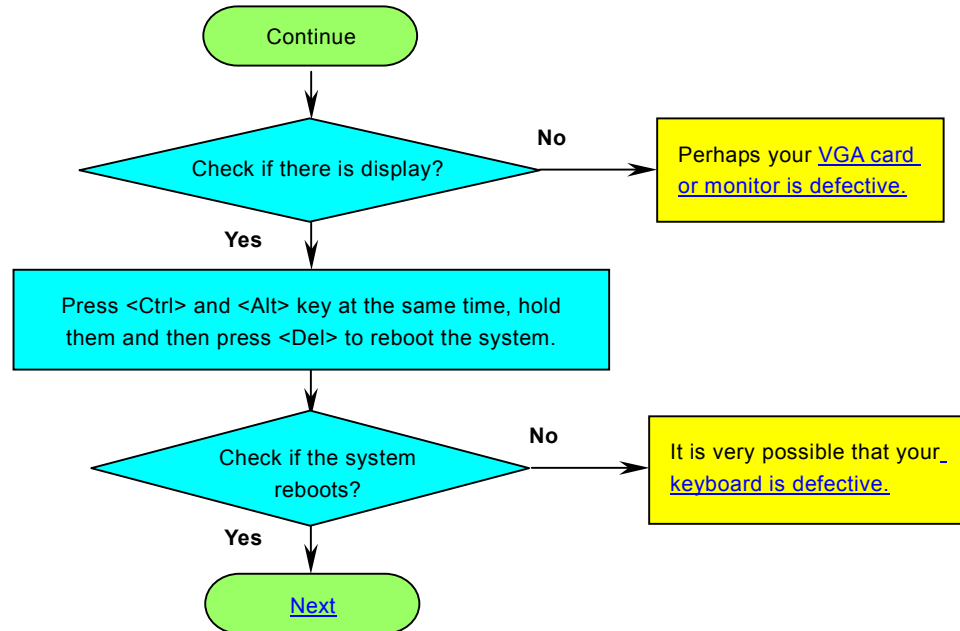 Continue
Check if there is display?
No
Perhaps your VGA card
or monitor is defective.
Yes
Press <Ctrl> and <Alt> key at the same time, hold
them and then press <Del> to reboot the system.
Check if the system
reboots?
No
It is very possible that your
keyboard is defective.
Yes
Next